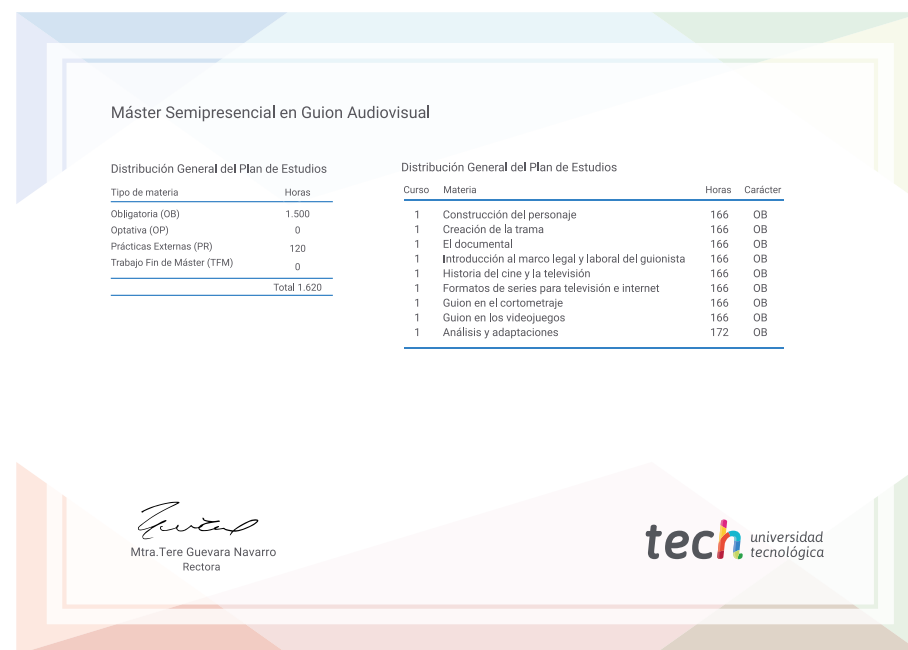 Máster Semipresencial en Guion Audiovisual
Distribución General del Plan de Estudios
Tipo de materia Horas
Obligatoria (OB) 1.500
Optativa (OP) 0
Prácticas Externas (PR) 120
Trabajo Fin de Máster (TFM) 0
Total 1.620
Distribución General del Plan de Estudios
Curso Materia Horas Carácter
1 Construcción del personaje 166 OB
1 Creación de la trama 166 OB
1 El documental 166 OB
1 Introducción al marco legal y laboral del guionista 166 OB
1 Historia del cine y la televisión 166 OB
1 Formatos de series para televisión e internet 166 OB
1 Guion en el cortometraje 166 OB
1 Guion en los videojuegos 166 OB
1 Análisis y adaptaciones 172 OB
Mtra.Tere Guevara Navarro
Rectora
tech universidad
tecnológica